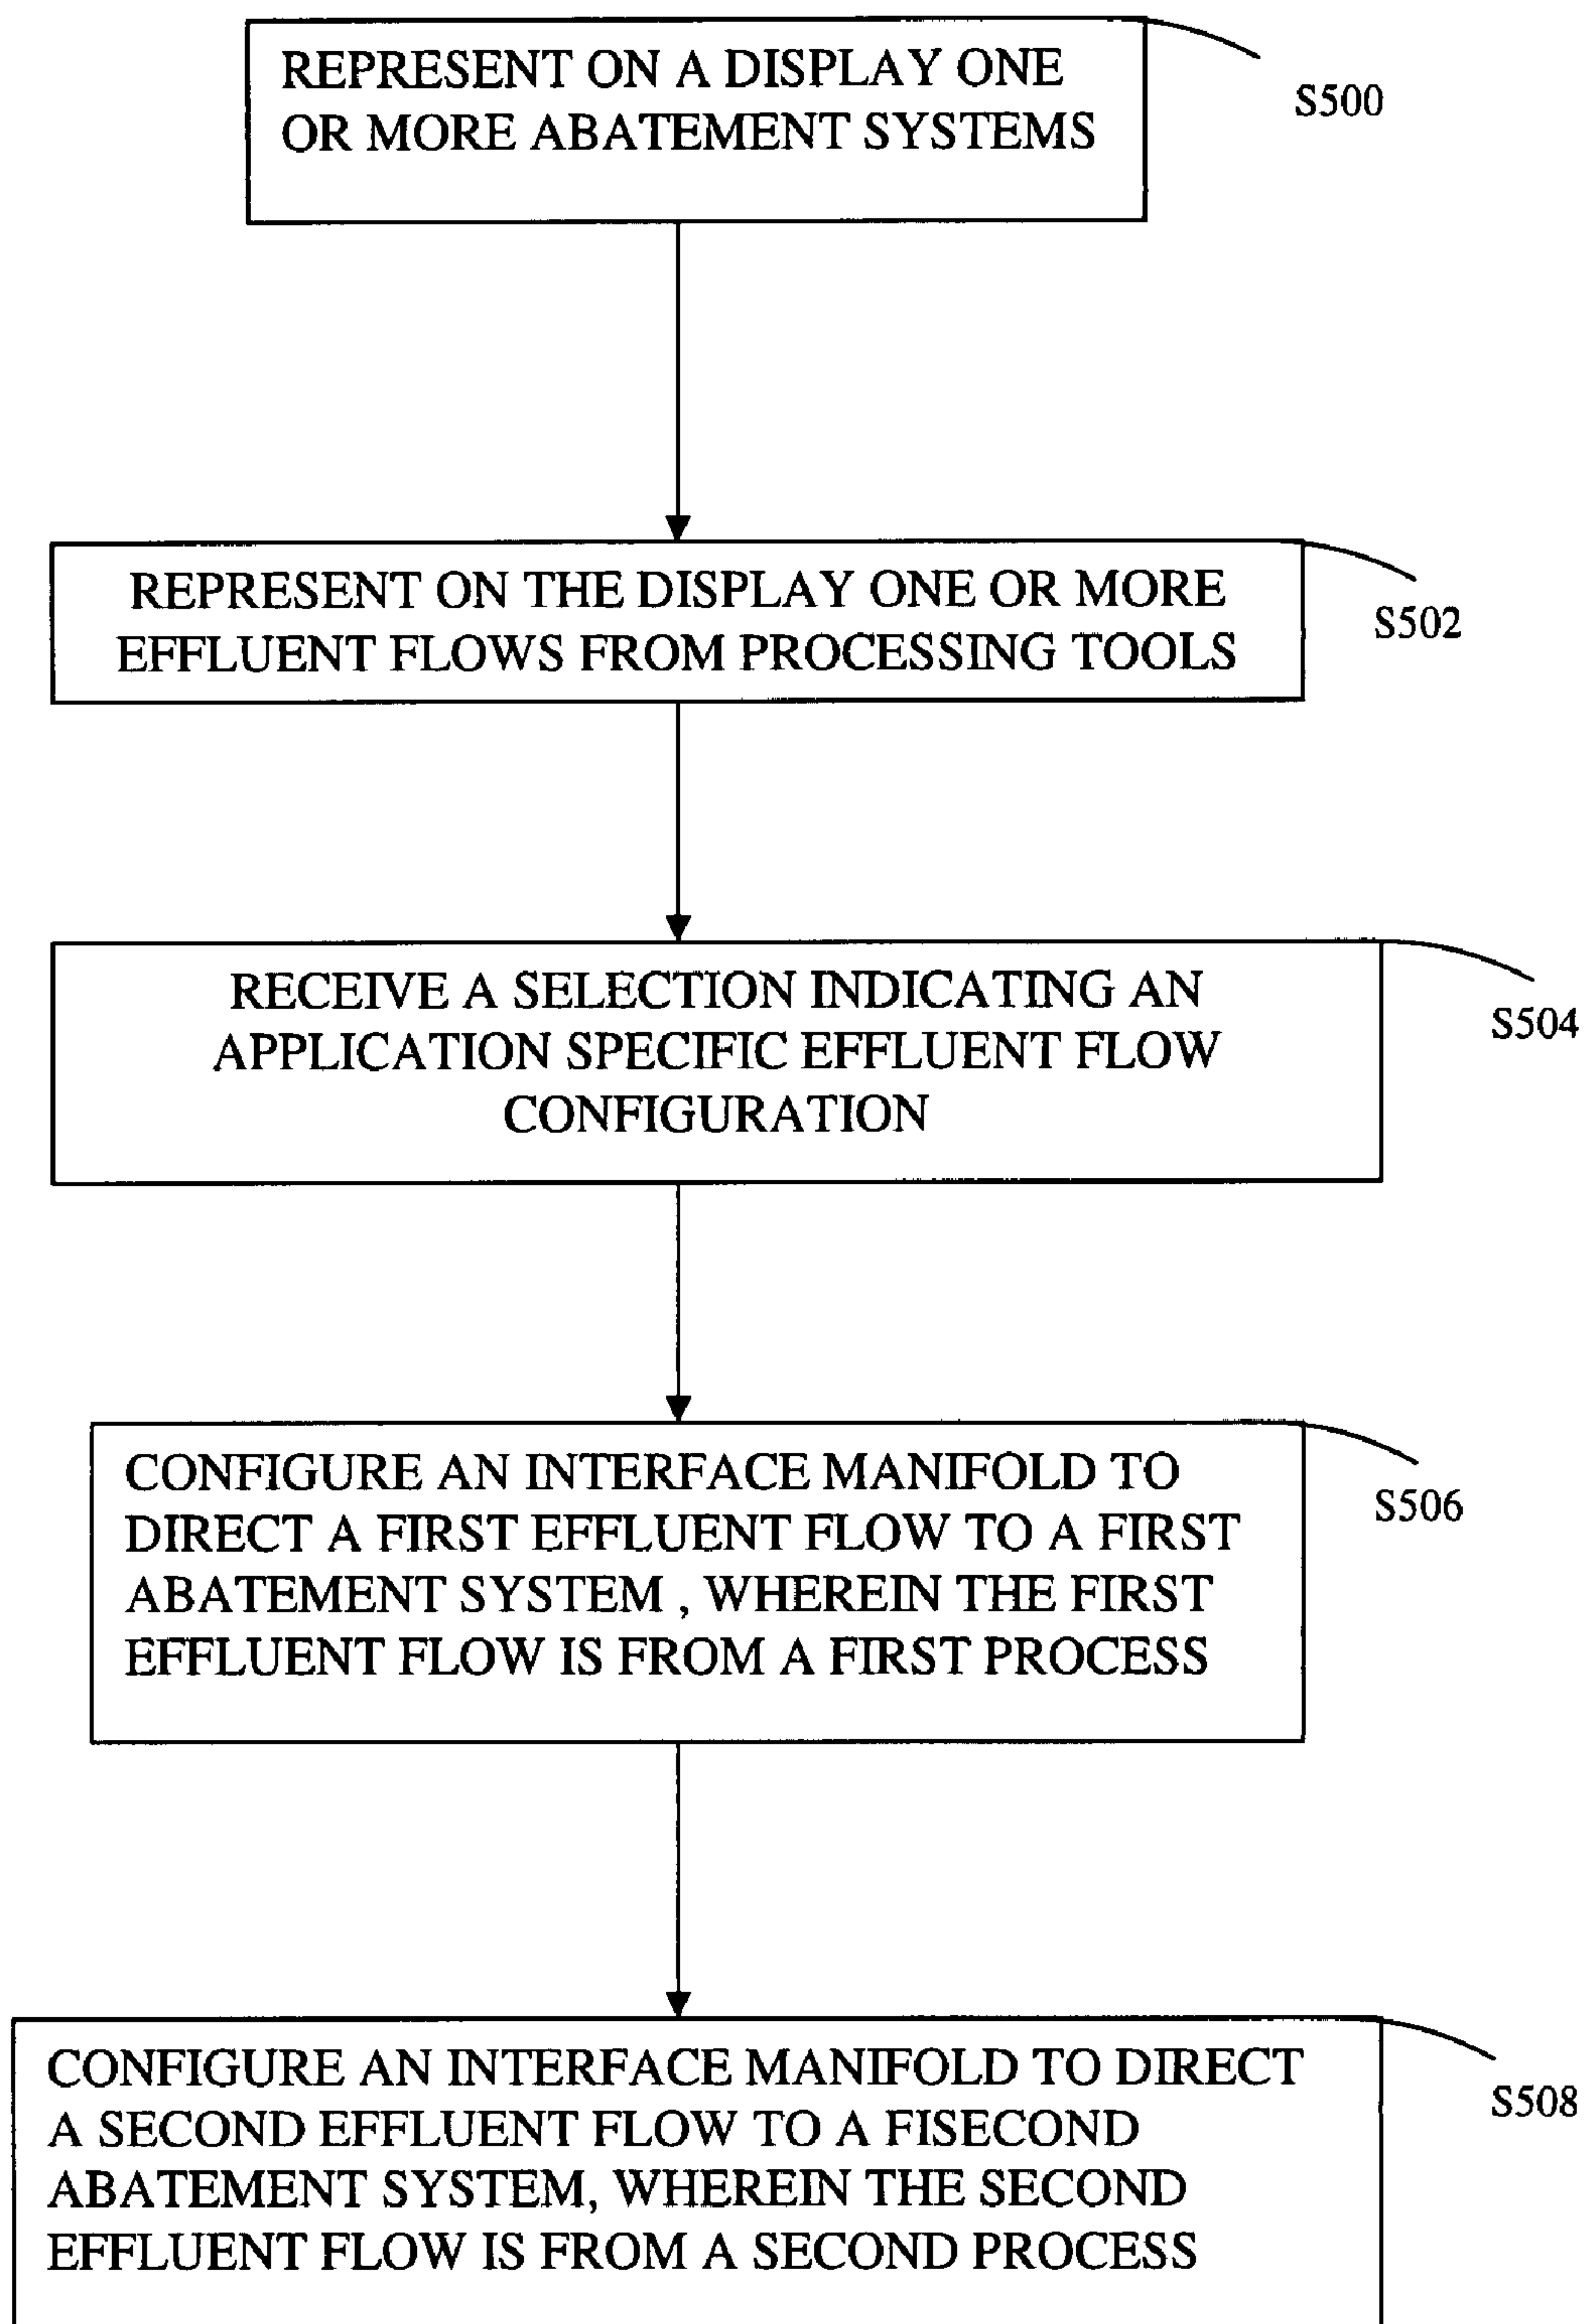 REPRESENT ON A DISPLAY ONE
OR MORE ABATEMENT SYSTEMS
S500
REPRESENT ON THE DISPLAY ONE OR MORE
EFFLUENT FLOWS FROM PROCESSING TOOLS
S502
RECEIVE A SELECTION INDICATING AN
APPLICATION SPECIFIC EFFLUENT FLOW
CONFIGURATION
S504
CONFIGURE AN INTERFACE MANIFOLD TO
DIRECT A FIRST EFFLUENT FLOW TO A FIRST
ABATEMENT SYSTEM , WHEREIN THE FIRST
EFFLUENT FLOW IS FROM A FIRST PROCESS
S506
CONFIGURE AN INTERFACE MANIFOLD TO DIRECT
A SECOND EFFLUENT FLOW TO A FISECOND
ABATEMENT SYSTEM, WHEREIN THE SECOND
EFFLUENT FLOW IS FROM A SECOND PROCESS
S508